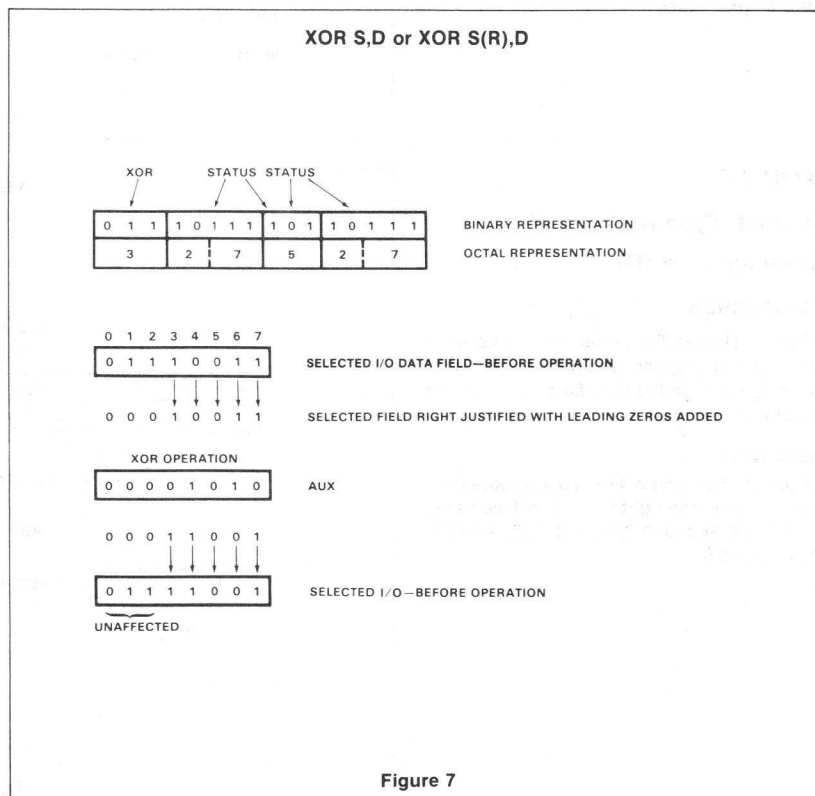 XOR S,D or XOR S(R),D
XOR STATUS STATUS
0 1 1 1 0 1 1 1 1 0 1 1 0 1 1 1 BINARY REPRESENTATION
3 2 7 5 2 7 OCTAL REPRESENTATION
0 1 2 3 4 5 6 7
0 1 1 1 0 0 1 1 SELECTED I/O DATA FIELD—BEFORE OPERATION
0 0 0 1 0 0 1 1 SELECTED FIELD RIGHT JUSTIFIED WITH LEADING ZEROS ADDED
XOR OPERATION
0 0 0 0 1 0 1 0 AUX
0 0 0 1 1 0 0 1
0 1 1 1 1 0 0 1 SELECTED I/O—BEFORE OPERATION
UNAFFECTED
Figure 7